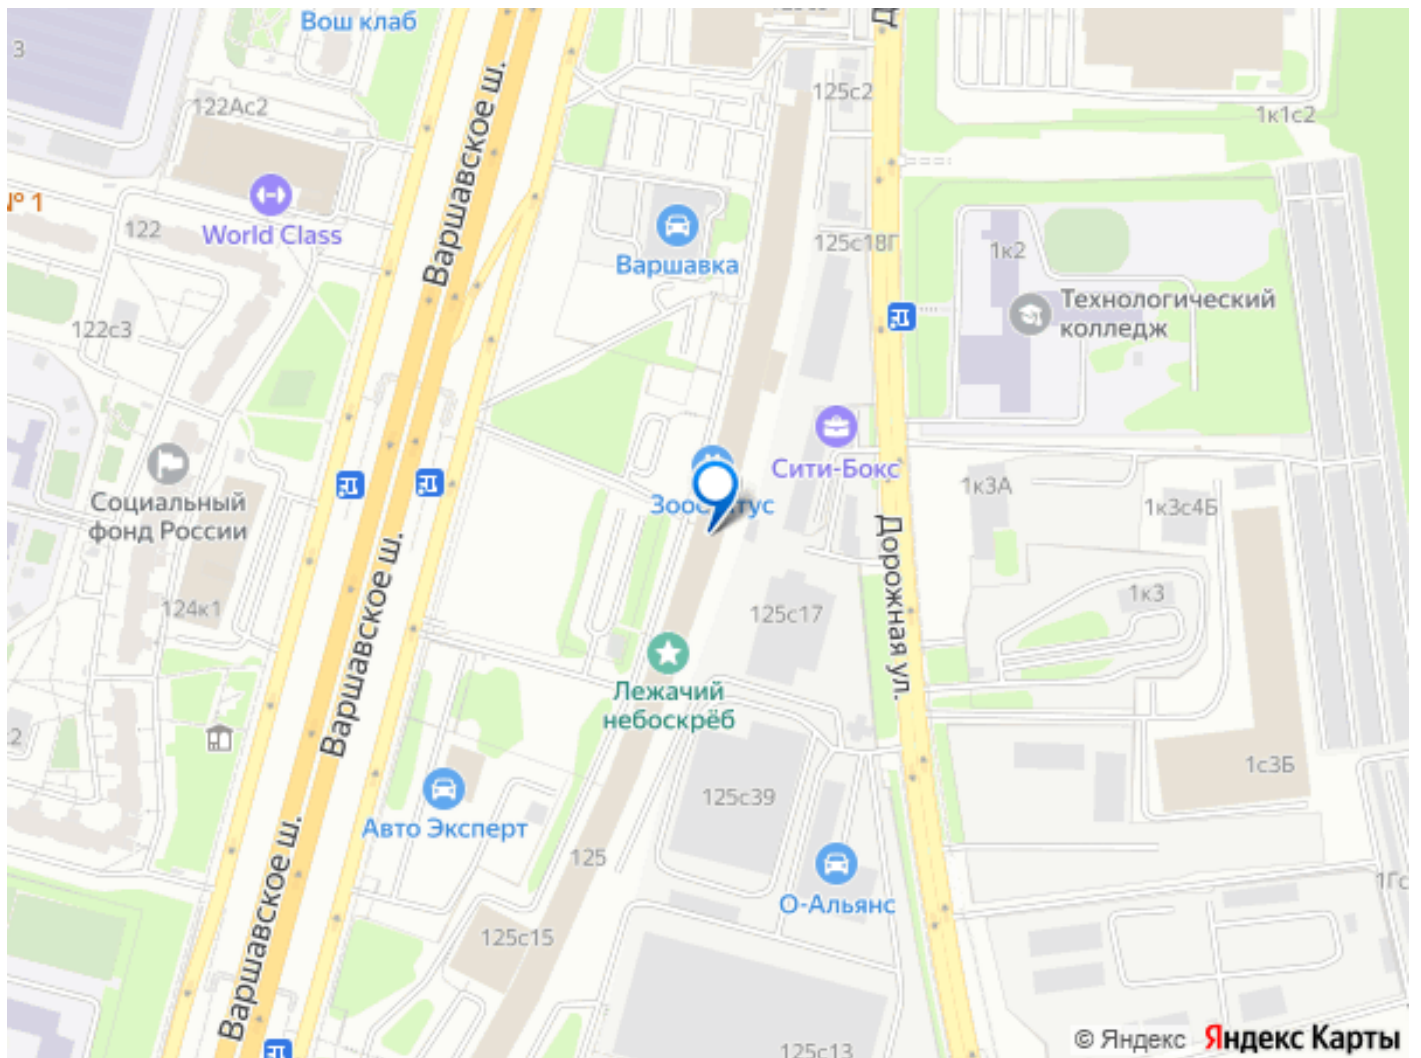 Вош клаб
3
122Ас2
Варшавское ш.
125с2
1к1с2
№ 1
World Class
122
Варшавка
125с18Г
1к2
Технологический
колледж
122с3
Сити-Бокс
Социальный
фонд России
1к3А
1к3с4Б
Дорожная ул.
Варшавское ш.
124к1
125с17
1к3
Лежачий
небоскрёб
1с3Б
125с39
Авто Эксперт
125
О-Альянс
Варшавское ш.
125с15
125с13
© Яндекс Яндекс Карты